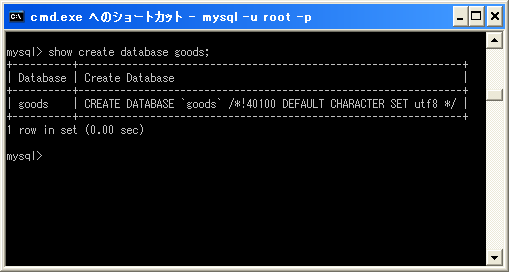 cmd.exe へのショートカット - mysql -u root -p
mysql> show create database goods;
+----------+-----------------------------------------------------------------+
| Database | Create Database                                                 |
+----------+-----------------------------------------------------------------+
| goods    | CREATE DATABASE `goods` /*!40100 DEFAULT CHARACTER SET utf8 */ |
+----------+-----------------------------------------------------------------+
1 row in set (0.00 sec)
mysql>